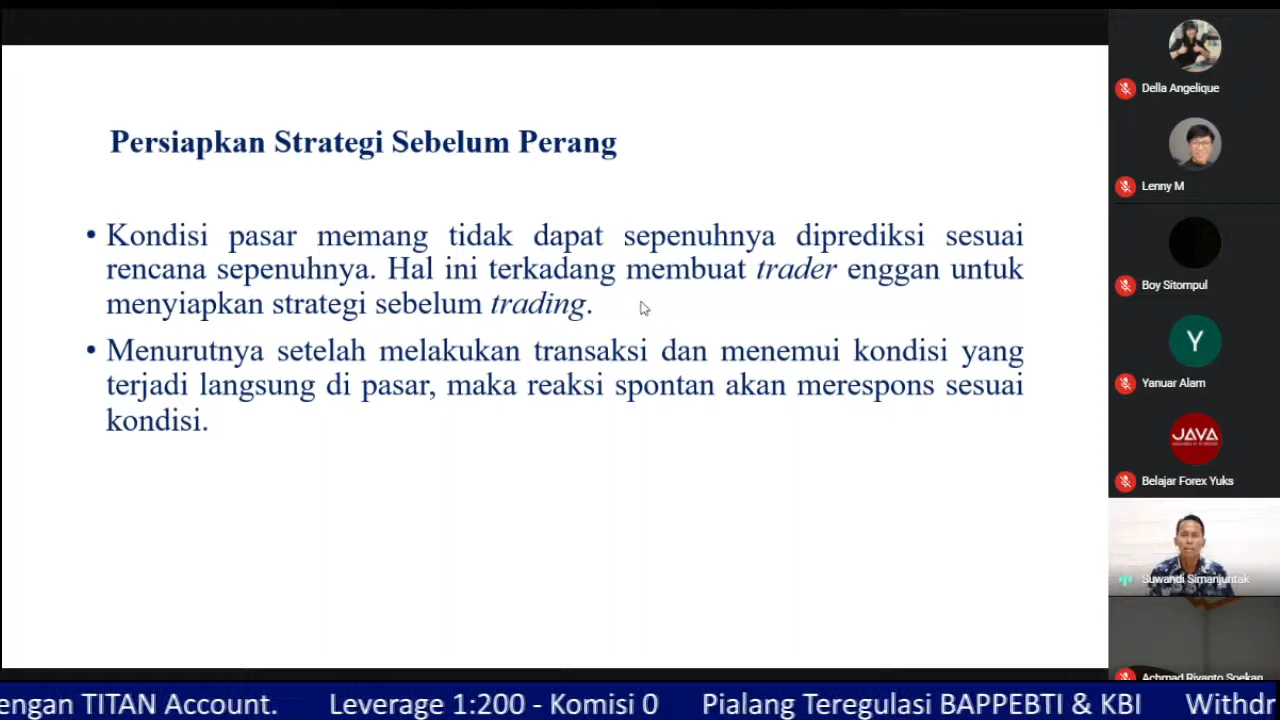 Persiapkan Strategi Sebelum Perang
• Kondisi pasar memang tidak dapat sepenuhnya diprediksi sesuai
rencana sepenuhnya. Hal ini terkadang membuat trader enggan untuk
menyiapkan strategi sebelum trading.
• Menurutnya setelah melakukan transaksi dan menemui kondisi yang
terjadi langsung di pasar, maka reaksi spontan akan merespons sesuai
kondisi.
Della Angelique
Lenny M
Boy Sitompul
Y
Yanuar Alam
JAVA
Belajar Forex Yuks
Suwandi Simanjuntak
Achmad Riyanto Soekan
engan TITAN Account. Leverage 1:200 - Komisi 0 Pialang Teregulasi BAPPEBTI & KBI Withdr